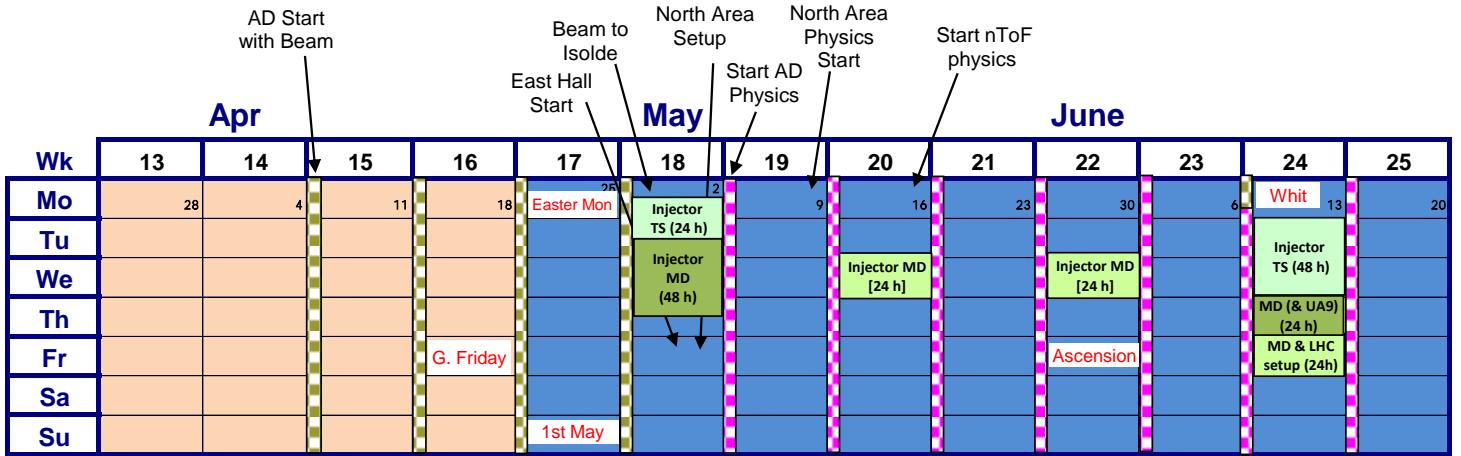 AD Start
with Beam
Beam to
Isolde
North Area
Setup
North Area
Physics
Start
Start nToF
physics
East Hall
Start
Start AD
Physics
Apr May June
Wk 13 14 15 16 17 18 19 20 21 22 23 24 25
Mo 28 4 11 18 Easter Mon 25 2 9 16 23 30 6 Whit 13 20
Injector
TS (24 h)
Tu
Injector
MD
(48 h)
Injector
TS (48 h)
We
Injector MD
[24 h]
Injector MD
[24 h]
Th
MD (& UA9)
(24 h)
Fr G. Friday Ascension
MD & LHC
setup (24h)
Sa
Su 1st May